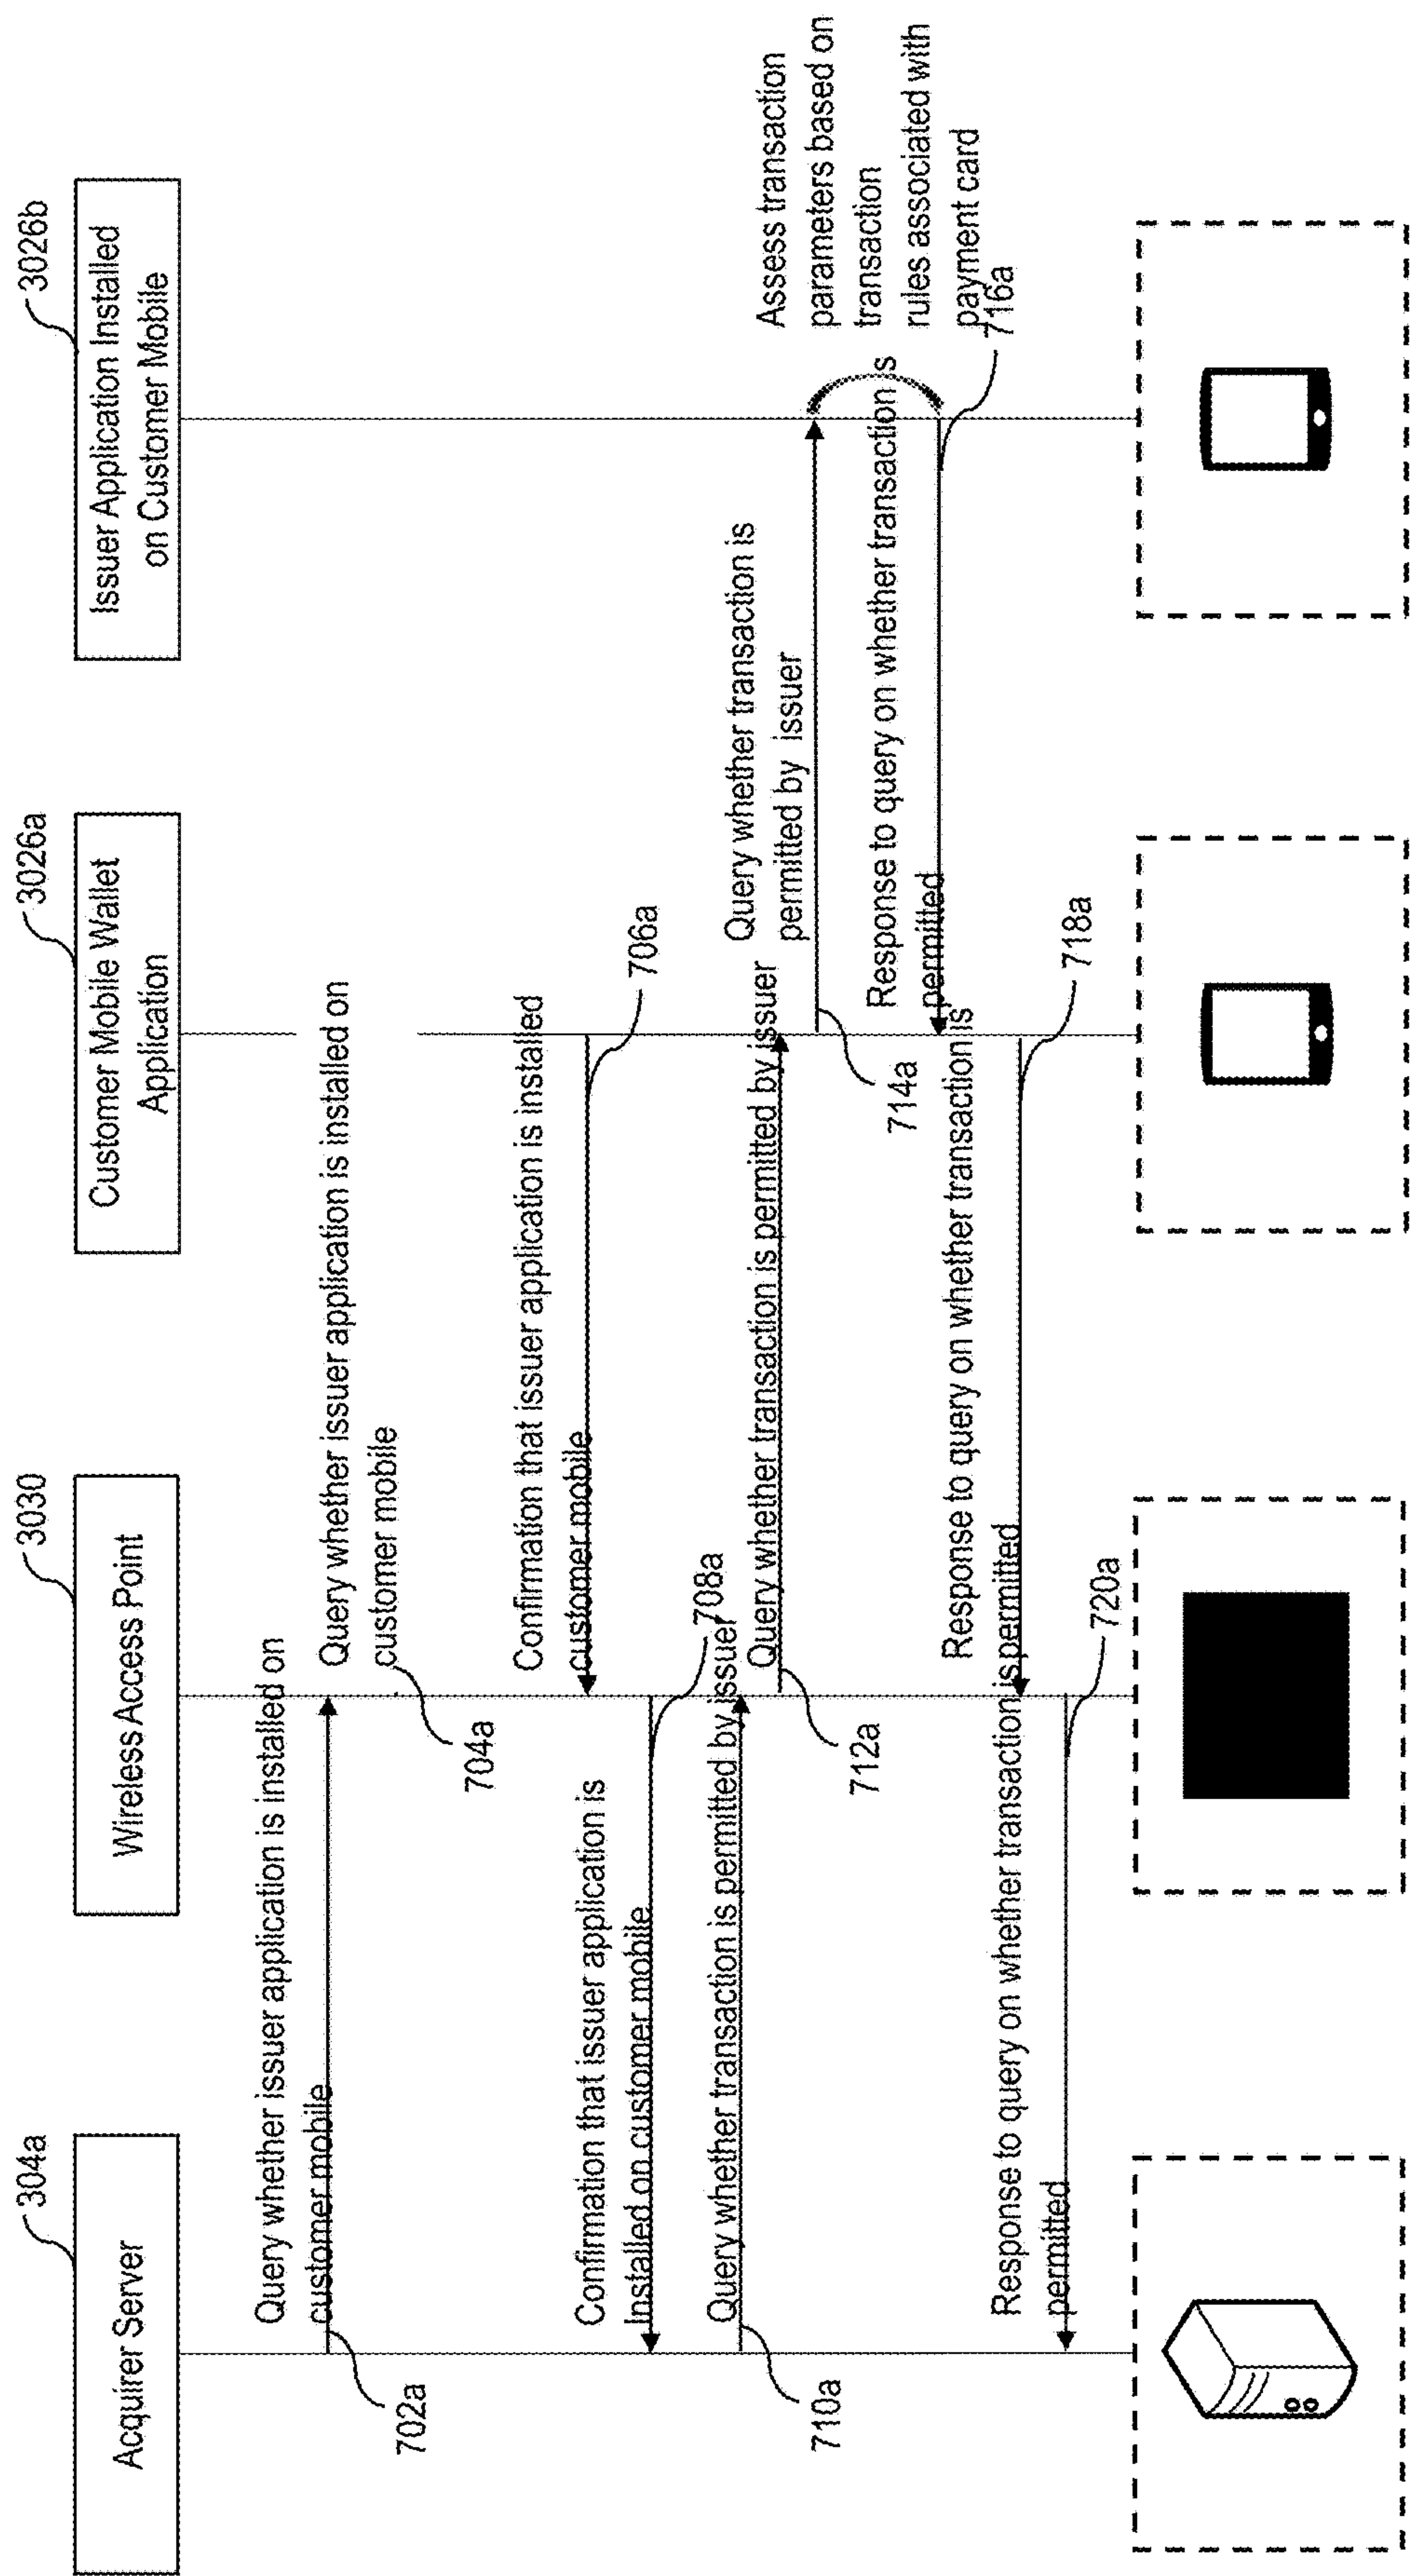 304a
3030
3026a
3026b
Acquirer Server
Wireless Access Point
Customer Mobile Wallet
Application
Issuer Application Installed
on Customer Mobile
Query whether issuer application is installed on
customer mobile
702a
Query whether issuer application is installed on
customer mobile
704a
Confirmation that issuer application is installed
customer mobile
706a
Confirmation that issuer application is
Installed on customer mobile
708a
Query whether transaction is permitted by issuer
710a
Query whether transaction is permitted by issuer
712a
Query whether transaction is
permitted by issuer
714a
Assess transaction
parameters based on
transaction
rules associated with
payment card
Response to query on whether transaction is
permitted
716a
Response to query on whether transaction is
permitted
718a
Response to query on whether transaction is
permitted
720a